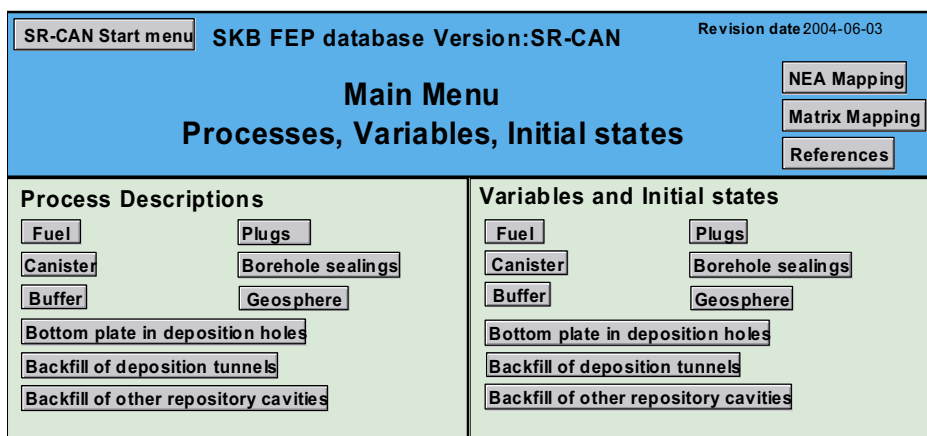 SR-CAN Start menu
SKB FEP database Version:SR-CAN
Revision date 2004-06-03
Main Menu
Processes, Variables, Initial states
NEA Mapping
Matrix Mapping
References
Process Descriptions
Fuel Plugs
Canister Borehole sealings
Buffer Geosphere
Bottom plate in deposition holes
Backfill of deposition tunnels
Backfill of other repository cavities
Variables and Initial states
Fuel Plugs
Canister Borehole sealings
Buffer Geosphere
Bottom plate in deposition holes
Backfill of deposition tunnels
Backfill of other repository cavities